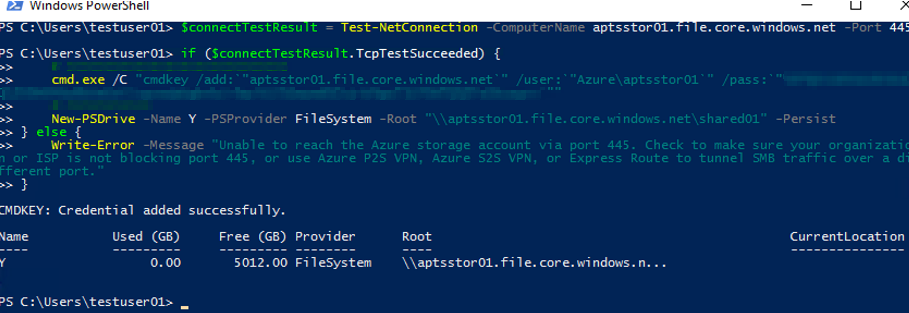 Windows PowerShell
PS C:\Users\testuser01> $connectTestResult = Test-NetConnection -ComputerName aptsstor01.file.core.windows.net -Port 445
PS C:\Users\testuser01> if ($connectTestResult.TcpTestSucceeded) {
>>
>>     cmd.exe /C "cmdkey /add:`"aptsstor01.file.core.windows.net`" /user:`"Azure\aptsstor01`" /pass:`"
`""
>>
>>     New-PSDrive -Name Y -PSProvider FileSystem -Root "\\aptsstor01.file.core.windows.net\shared01" -Persist
>> } else {
>>     Write-Error -Message "Unable to reach the Azure storage account via port 445. Check to make sure your organizatio
n or ISP is not blocking port 445, or use Azure P2S VPN, Azure S2S VPN, or Express Route to tunnel SMB traffic over a di
fferent port."
>> }
CMDKEY: Credential added successfully.
Name Used (GB) Free (GB) Provider Root CurrentLocation
---- --------- --------- -------- ---- ---------------
Y 0.00 5012.00 FileSystem \\aptsstor01.file.core.windows.n...
PS C:\Users\testuser01> _